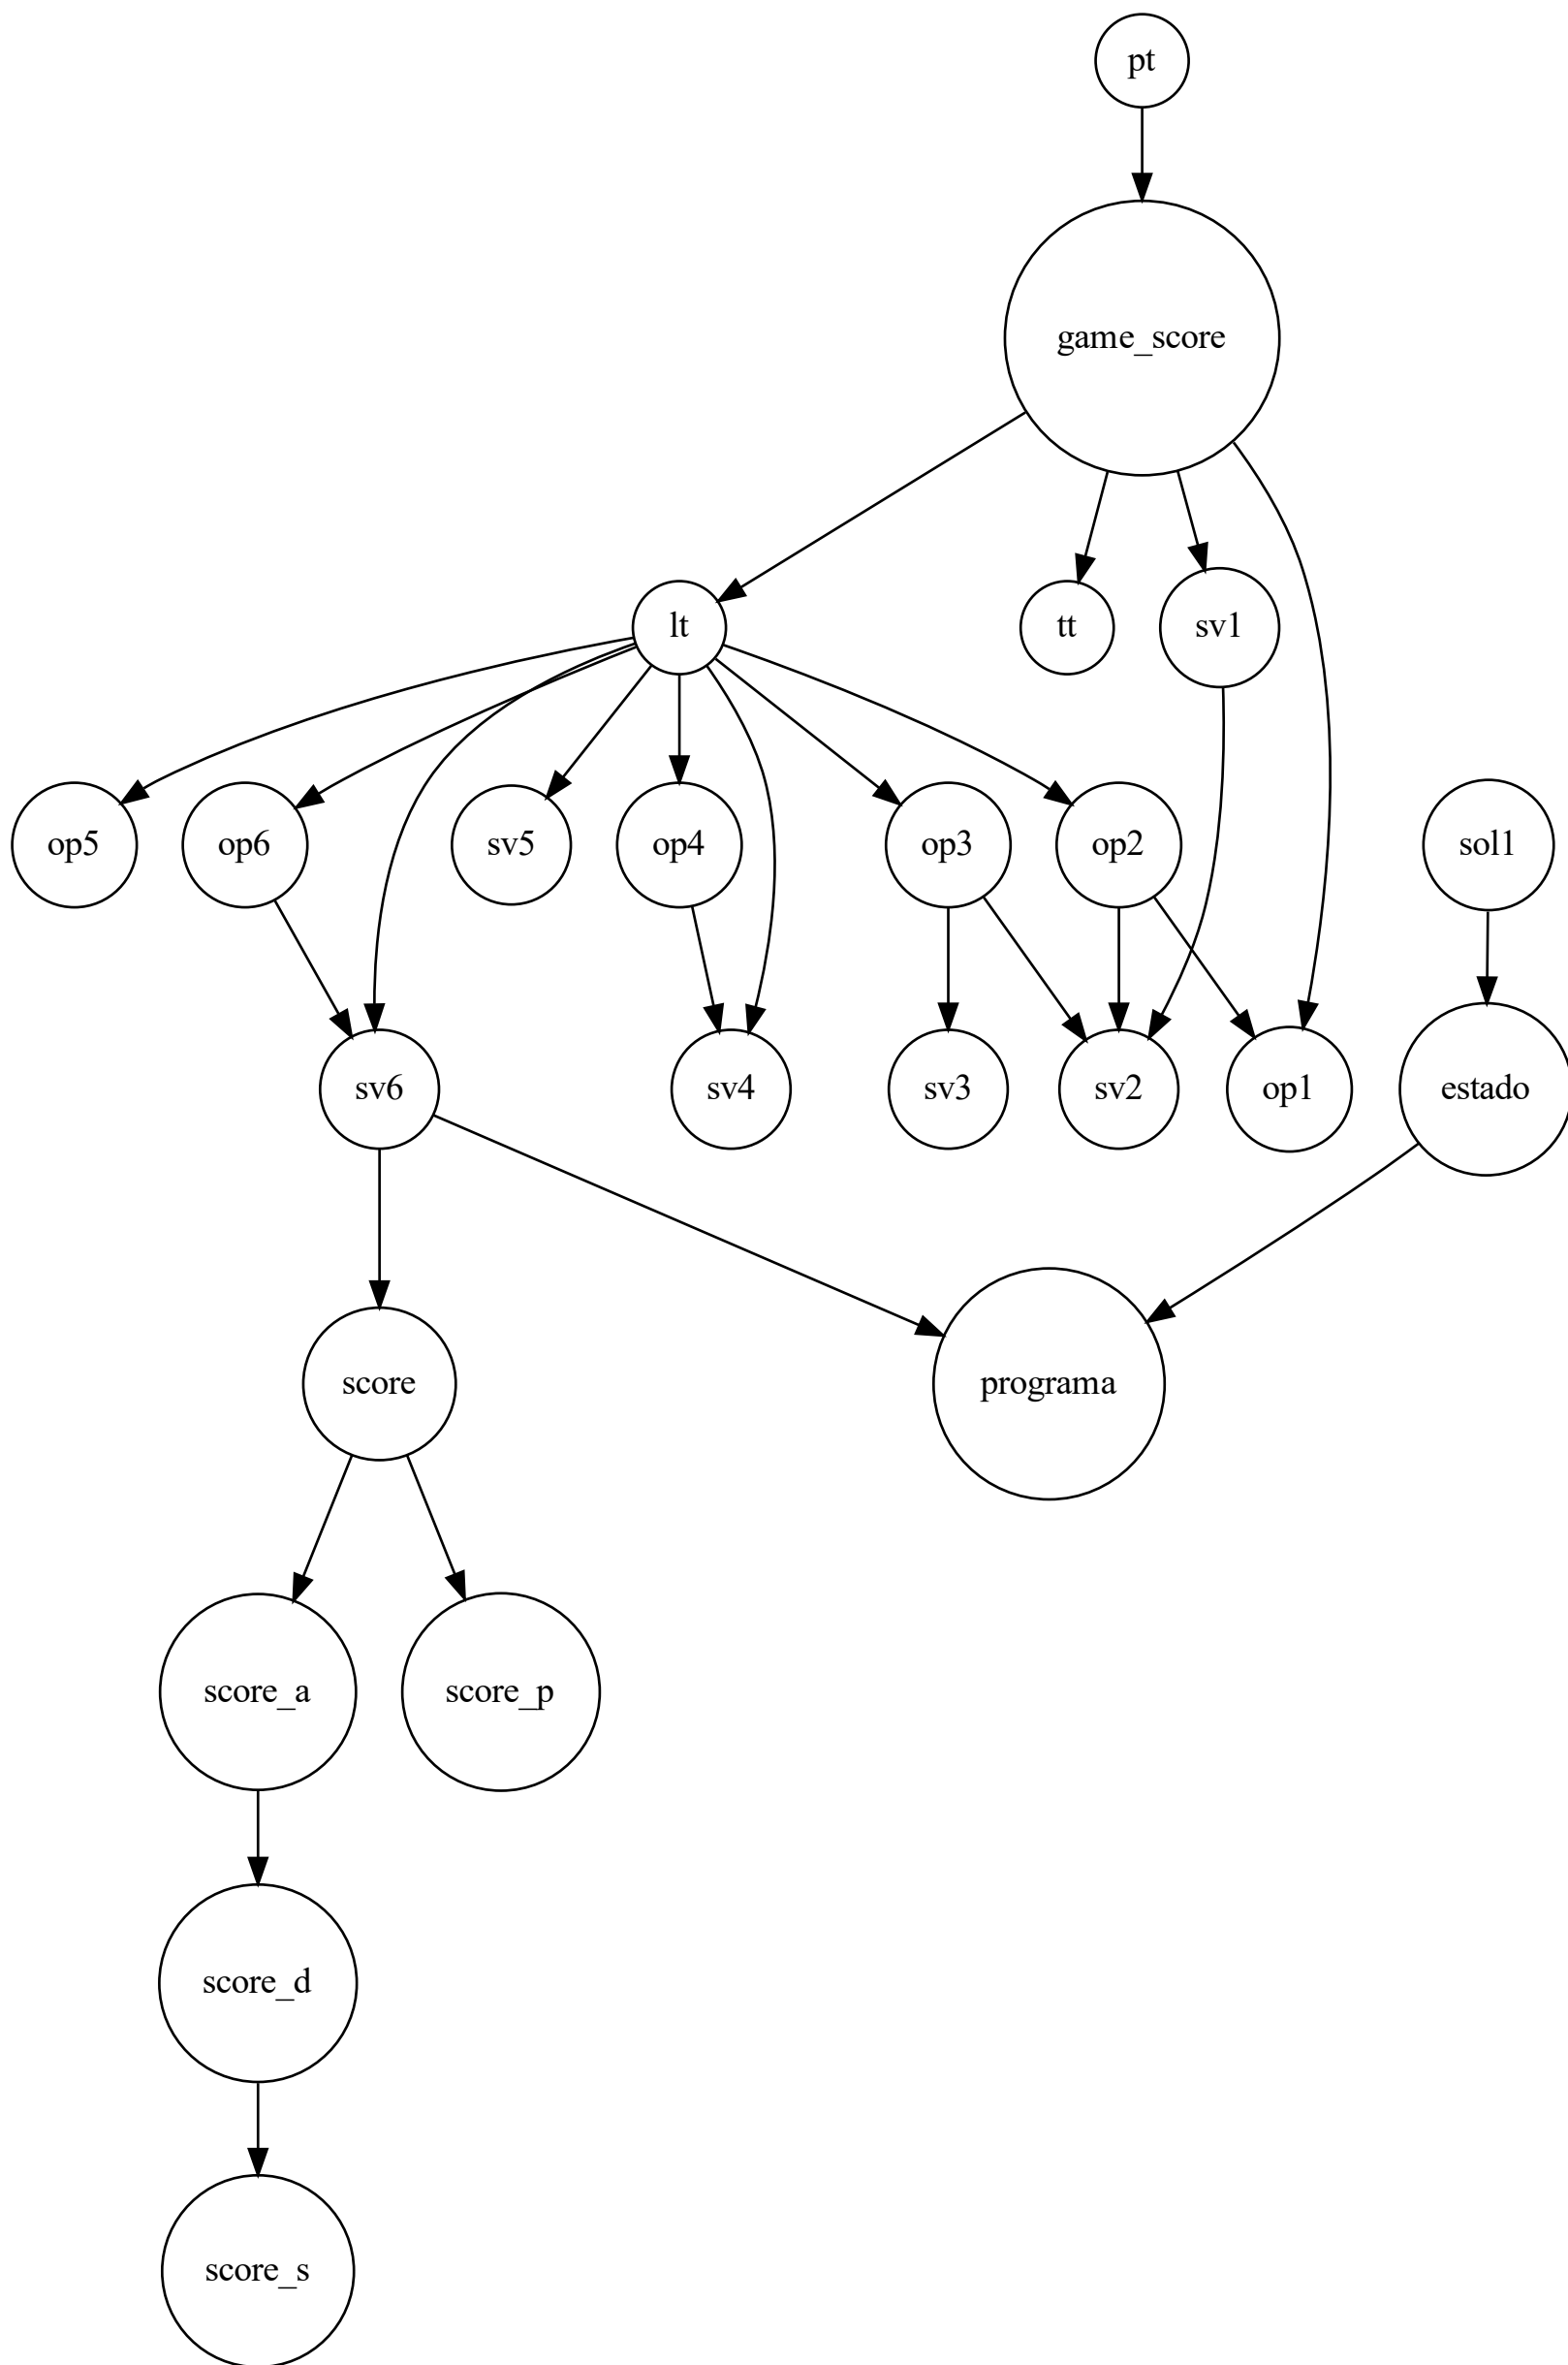 pt
game_score
lt
tt
sv1
op5
op6
sv5
op4
op3
op2
sol1
sv6
sv4
sv3
sv2
op1
estado
score
programa
score_a
score_p
score_d
score_s